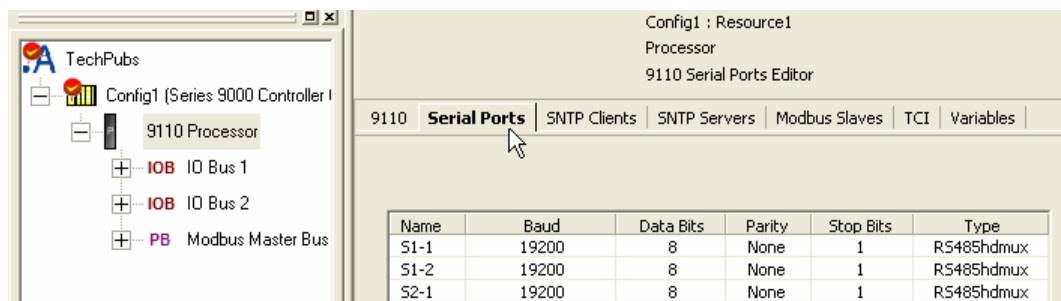 TechPubs
Config1 (Series 9000 Controller
9110 Processor
IOB IO Bus 1
IOB IO Bus 2
PB Modbus Master Bus
Config1 : Resource1
Processor
9110 Serial Ports Editor
9110 Serial Ports SNTP Clients SNTP Servers Modbus Slaves TCI Variables
Name Baud Data Bits Parity Stop Bits Type
S1-1 19200 8 None 1 RS485hdmux
S1-2 19200 8 None 1 RS485hdmux
S2-1 19200 8 None 1 RS485hdmux